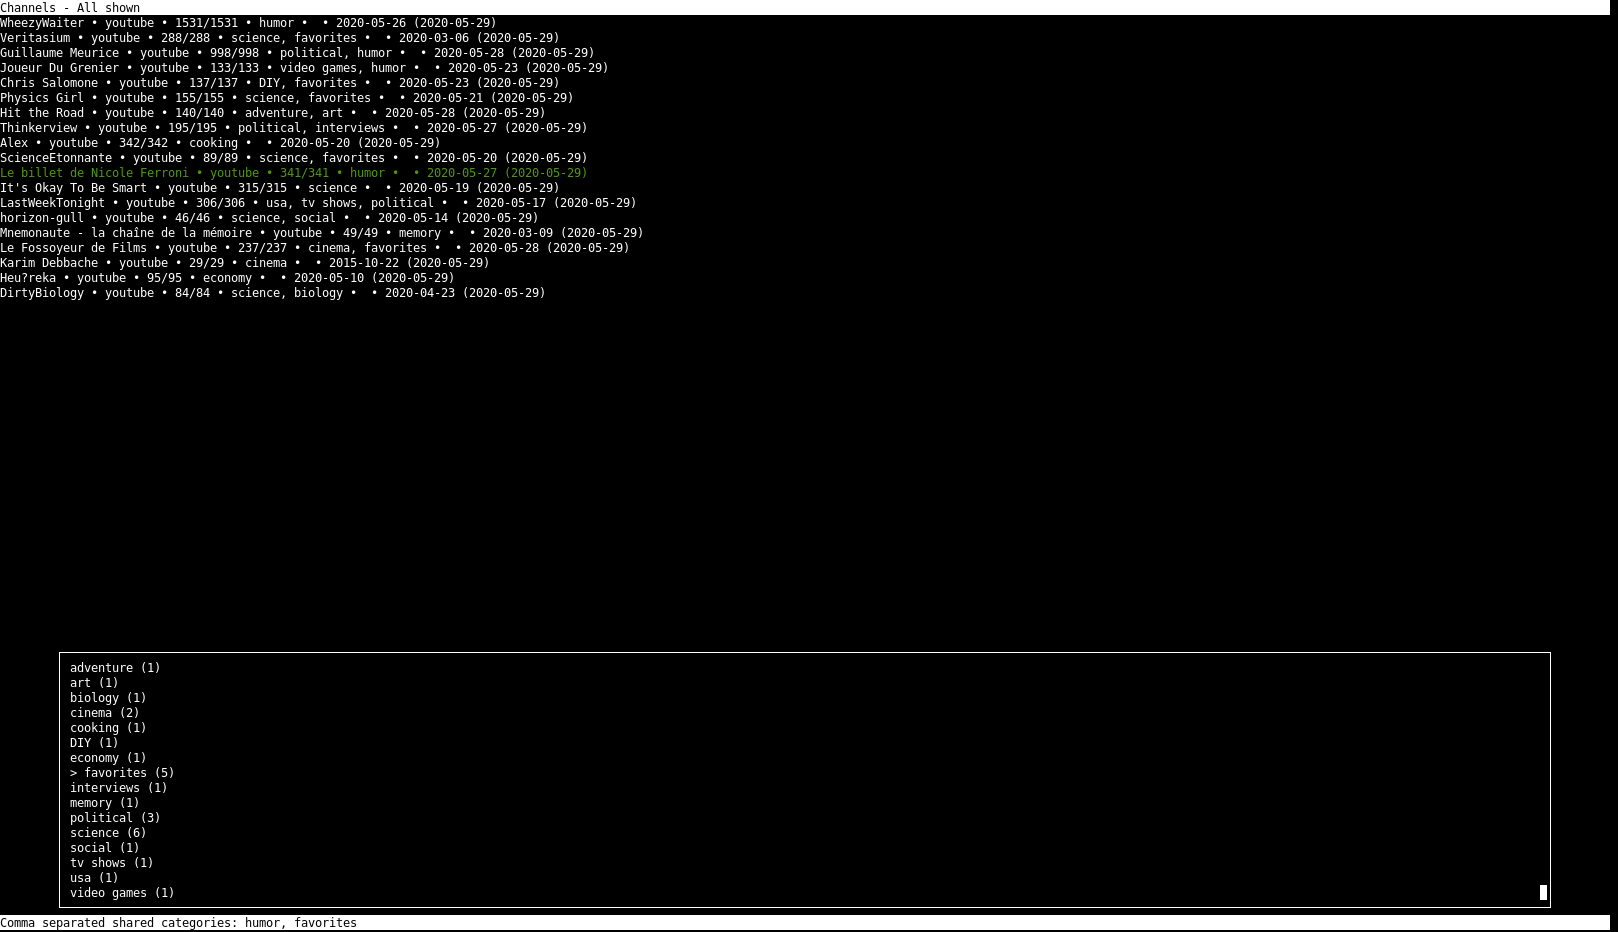 Channels - All shown
WheezyWaiter • youtube • 1531/1531 • humor •  • 2020-05-26 (2020-05-29)
Veritasium • youtube • 288/288 • science, favorites •  • 2020-03-06 (2020-05-29)
Guillaume Meurice • youtube • 998/998 • political, humor •  • 2020-05-28 (2020-05-29)
Joueur Du Grenier • youtube • 133/133 • video games, humor •  • 2020-05-23 (2020-05-29)
Chris Salomone • youtube • 137/137 • DIY, favorites •  • 2020-05-23 (2020-05-29)
Physics Girl • youtube • 155/155 • science, favorites •  • 2020-05-21 (2020-05-29)
Hit the Road • youtube • 140/140 • adventure, art •  • 2020-05-28 (2020-05-29)
Thinkerview • youtube • 195/195 • political, interviews •  • 2020-05-27 (2020-05-29)
Alex • youtube • 342/342 • cooking •  • 2020-05-20 (2020-05-29)
ScienceEtonnante • youtube • 89/89 • science, favorites •  • 2020-05-20 (2020-05-29)
Le billet de Nicole Ferroni • youtube • 341/341 • humor •  • 2020-05-27 (2020-05-29)
It's Okay To Be Smart • youtube • 315/315 • science •  • 2020-05-19 (2020-05-29)
LastWeekTonight • youtube • 306/306 • usa, tv shows, political •  • 2020-05-17 (2020-05-29)
horizon-gull • youtube • 46/46 • science, social •  • 2020-05-14 (2020-05-29)
Mnemonaute - la chaîne de la mémoire • youtube • 49/49 • memory •  • 2020-03-09 (2020-05-29)
Le Fossoyeur de Films • youtube • 237/237 • cinema, favorites •  • 2020-05-28 (2020-05-29)
Karim Debbache • youtube • 29/29 • cinema •  • 2015-10-22 (2020-05-29)
Heu?reka • youtube • 95/95 • economy •  • 2020-05-10 (2020-05-29)
DirtyBiology • youtube • 84/84 • science, biology •  • 2020-04-23 (2020-05-29)
adventure (1)
art (1)
biology (1)
cinema (2)
cooking (1)
DIY (1)
economy (1)
> favorites (5)
interviews (1)
memory (1)
political (3)
science (6)
social (1)
tv shows (1)
usa (1)
video games (1)
Comma separated shared categories: humor, favorites